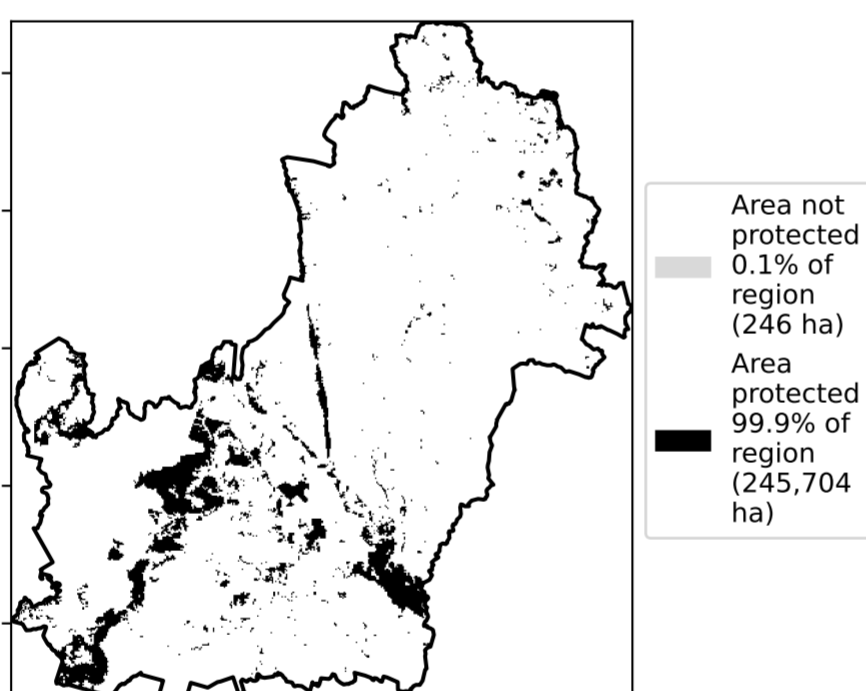 Area not
protected
0.1% of
region
(246 ha)
Area
protected
99.9% of
region
(245,704
ha)